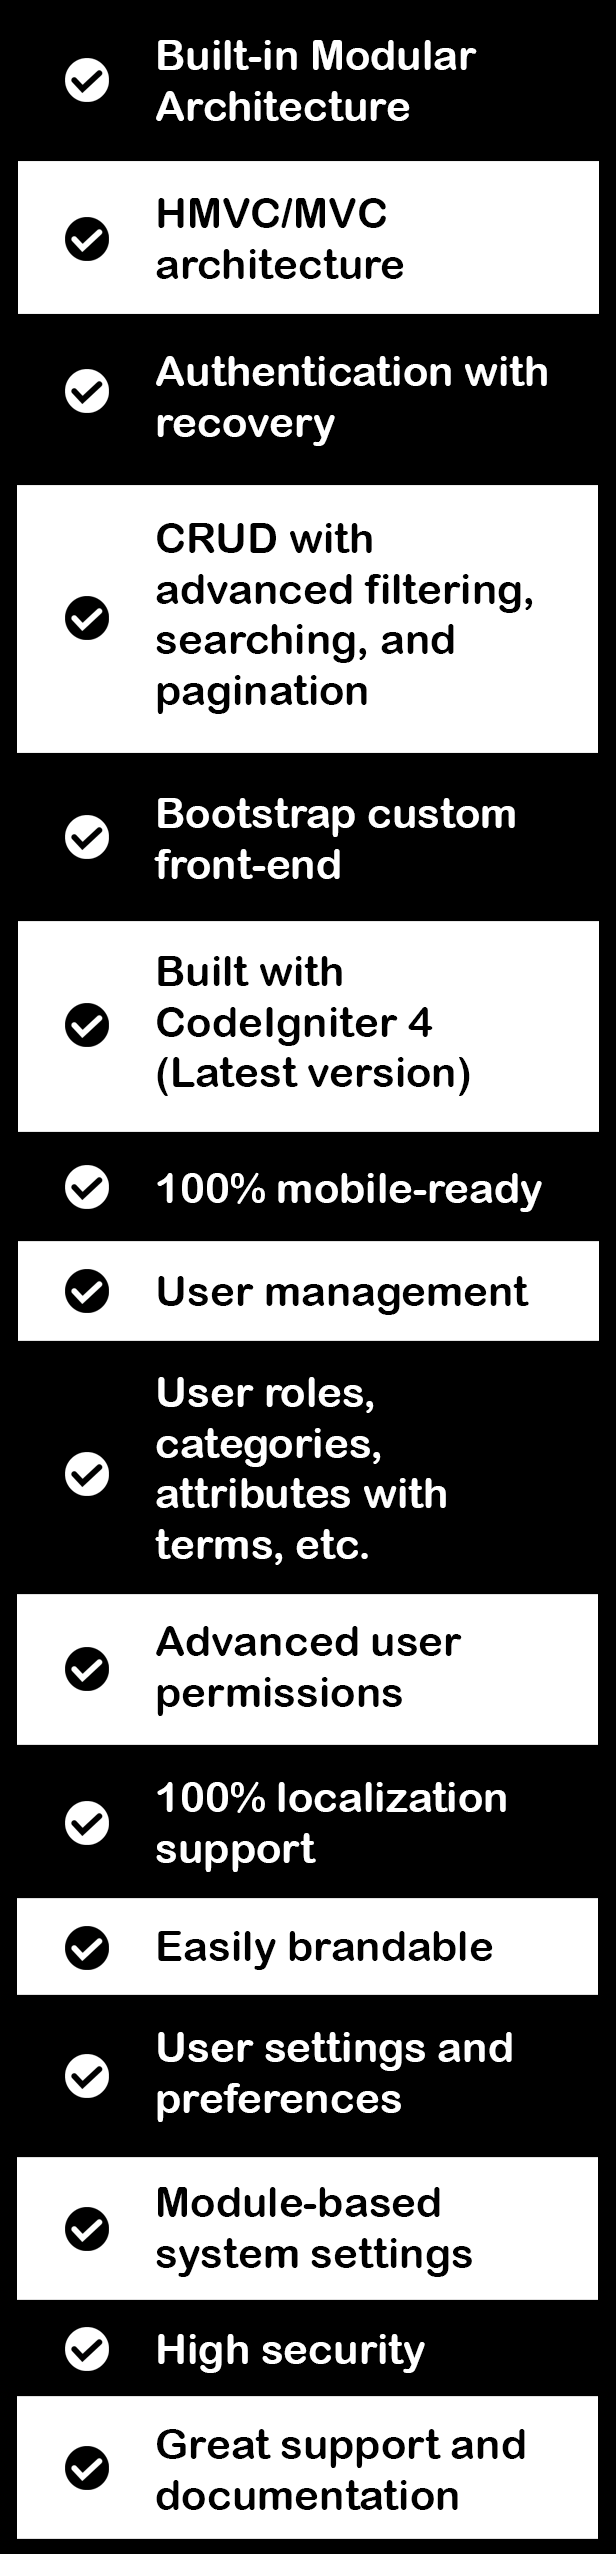 Built-in Modular
Architecture
HMVC/MVC
architecture
Authentication with
recovery
CRUD with
advanced filtering,
searching, and
pagination
Bootstrap custom
front-end
Built with
CodeIgniter 4
(Latest version)
100% mobile-ready
User management
User roles,
categories,
attributes with
terms, etc.
Advanced user
permissions
100% localization
support
Easily brandable
User settings and
preferences
Module-based
system settings
High security
Great support and
documentation